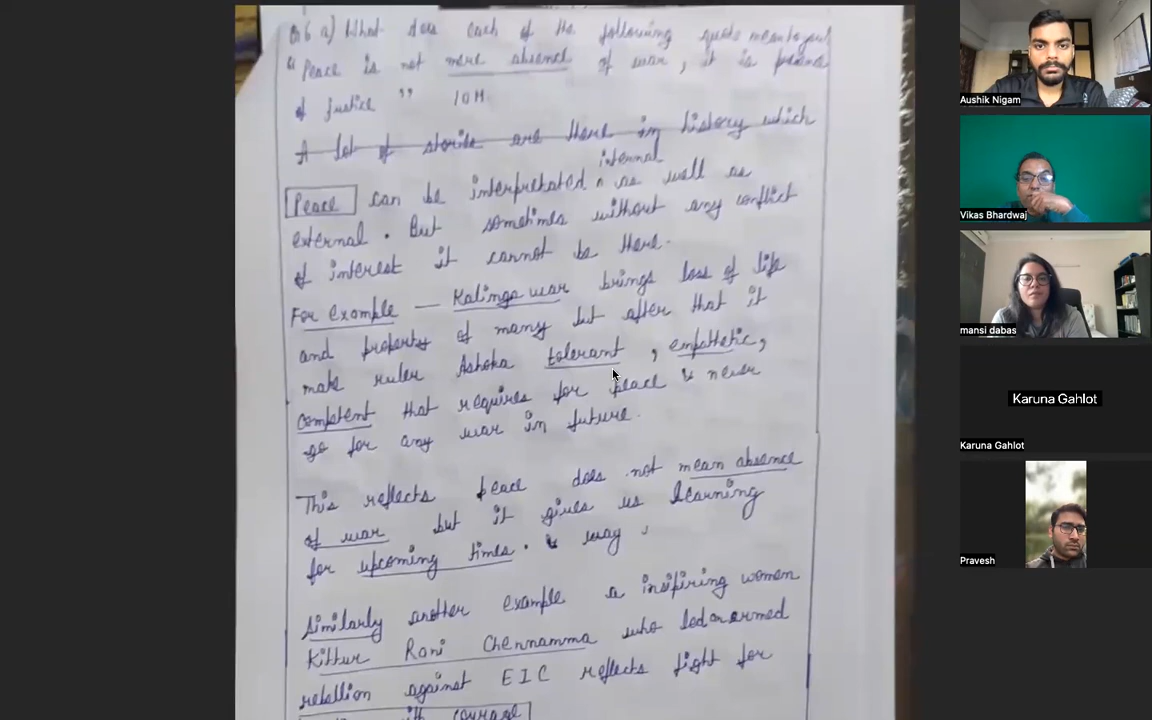 Q6 a) What does each of the following quote mean to you?
"Peace is not mere absence of war, it is
of justice" 10M
A lot of stories are there in history which
internal
Peace can be interpretated ^ as well as
external. But sometimes without any conflict
of interest it cannot be there.
For example — Kalinga war brings loss of life
and property of many but after that it
make ruler Ashoka tolerant, empathetic,
competent that requires for peace & never
go for any war in future.
This reflects peace does not mean absence
of war but it gives us learning
for upcoming times. way
Similarly another example a inspiring women
Kittur Rani Chennamma who led armed
rebellion against EIC reflects fight for
courage
Aushik Nigam
Vikas Bhardwaj
mansi dabas
Karuna Gahlot
Karuna Gahlot
Pravesh